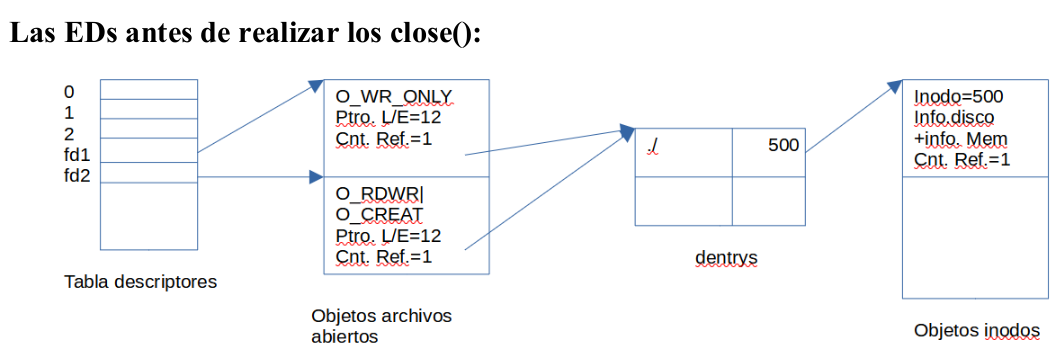 Las EDs antes de realizar los close():
0
1
2
fd1
fd2
Tabla descriptores
O_WR_ONLY
Ptro. L/E=12
Cnt. Ref.=1
O_RDWR|
O_CREAT
Ptro. L/E=12
Cnt. Ref.=1
Objetos archivos
abiertos
./ 500
dentrys
Inodo=500
Info.disco
+info. Mem
Cnt. Ref.=1
Objetos inodos